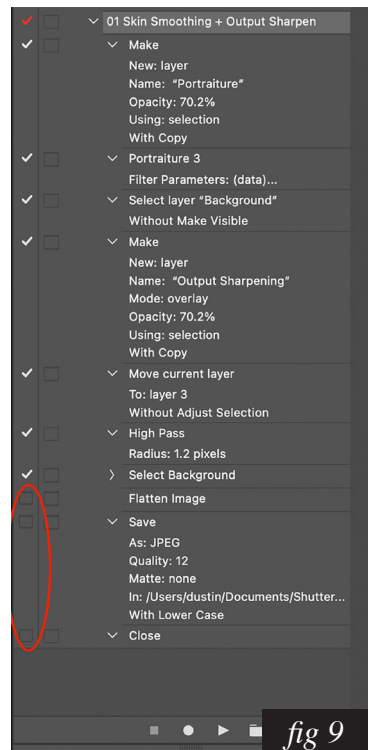 01 Skin Smoothing + Output Sharpen
Make
New: layer
Name: "Portraiture"
Opacity: 70.2%
Using: selection
With Copy
Portraiture 3
Filter Parameters: (data)...
Select layer "Background"
Without Make Visible
Make
New: layer
Name: "Output Sharpening"
Mode: overlay
Opacity: 70.2%
Using: selection
With Copy
Move current layer
To: layer 3
Without Adjust Selection
High Pass
Radius: 1.2 pixels
Select Background
Flatten Image
Save
As: JPEG
Quality: 12
Matte: none
In: /Users/dustin/Documents/Shutter...
With Lower Case
Close
fig 9